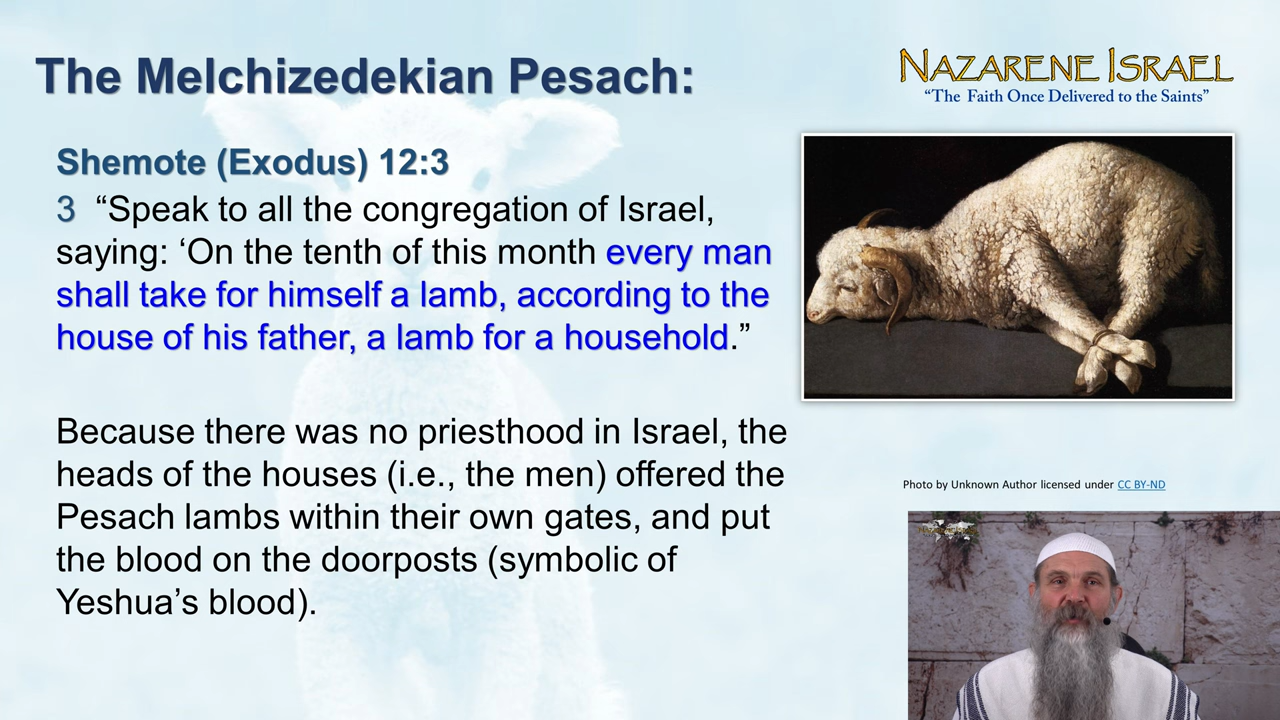 The Melchizedekian Pesach:
NAZARENE ISRAEL
“The Faith Once Delivered to the Saints”
Shemote (Exodus) 12:3
3 “Speak to all the congregation of Israel,
saying: ‘On the tenth of this month every man
shall take for himself a lamb, according to the
house of his father, a lamb for a household.”
Because there was no priesthood in Israel, the
heads of the houses (i.e., the men) offered the
Pesach lambs within their own gates, and put
the blood on the doorposts (symbolic of
Yeshua’s blood).
Photo by Unknown Author licensed under CC BY-ND